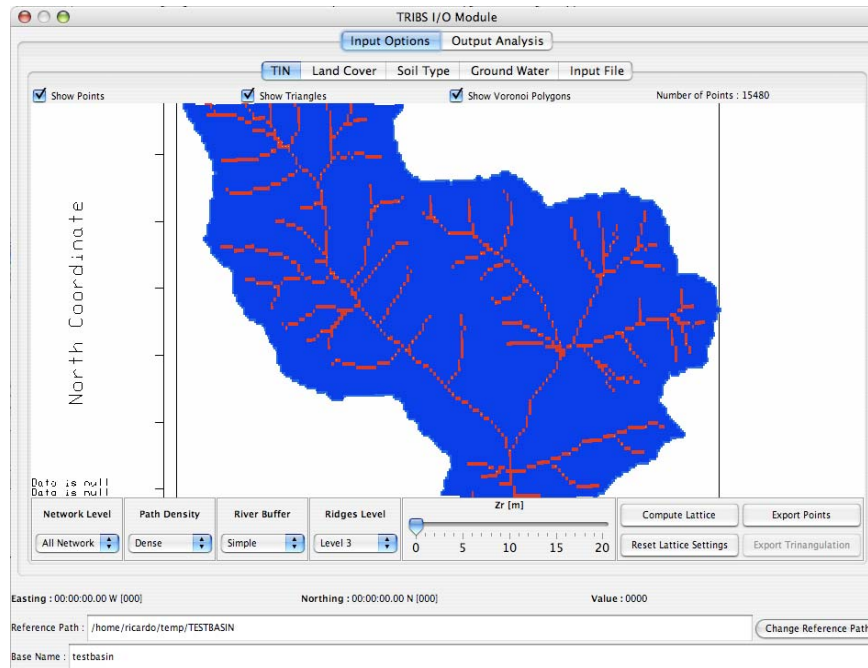 TRIBS I/O Module
Input Options Output Analysis
TIN Land Cover Soil Type Ground Water Input File
Show Points Show Triangles Show Voronoi Polygons Number of Points : 15480
North Coordinate
Data is null
Data is null
Network Level Path Density River Buffer Ridges Level Zr [m]
All Network Dense Simple Level 3
0 5 10 15 20
Compute Lattice Export Points
Reset Lattice Settings Export Trinangulation
Easting : 00:00:00.00 W [000] Northing : 00:00:00.00 N [000] Value : 0000
Reference Path : /home/ricardo/temp/TESTBASIN Change Reference Path
Base Name : testbasin